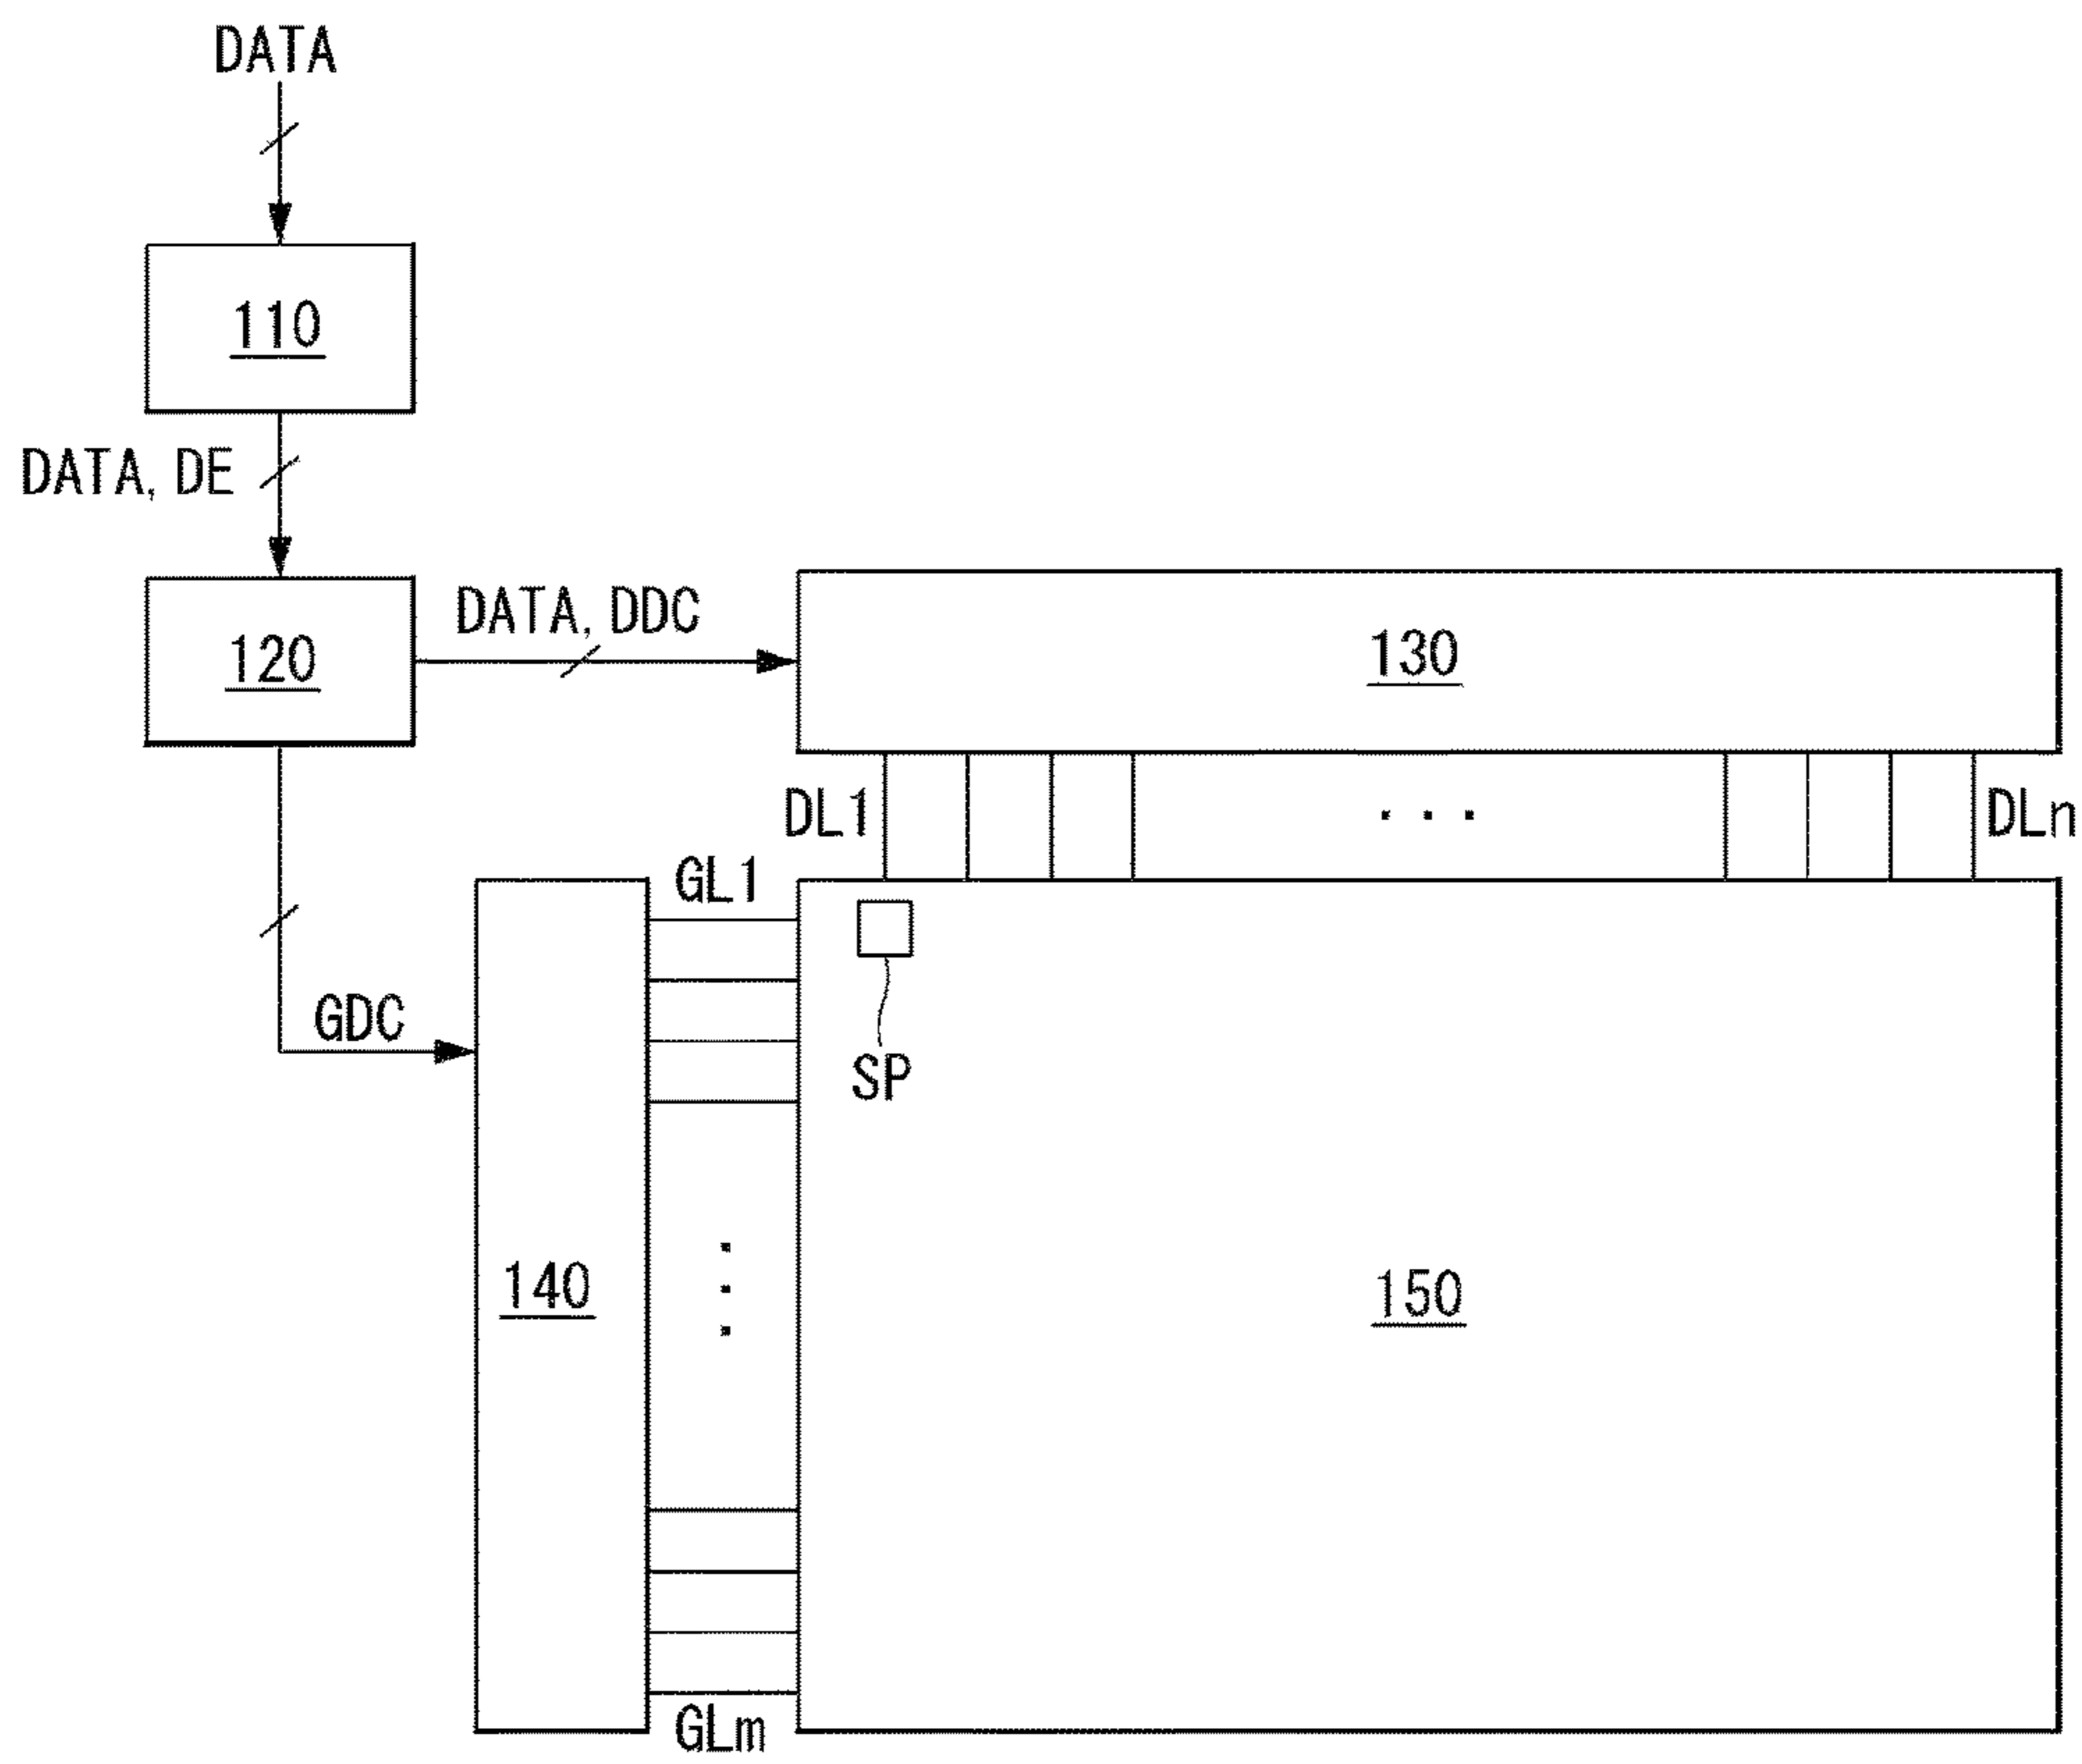 DATA
110
DATA, DE
120
DATA, DDC
130
DL1
. . .
DLn
GL1
SP
GDC
140
150
GLm